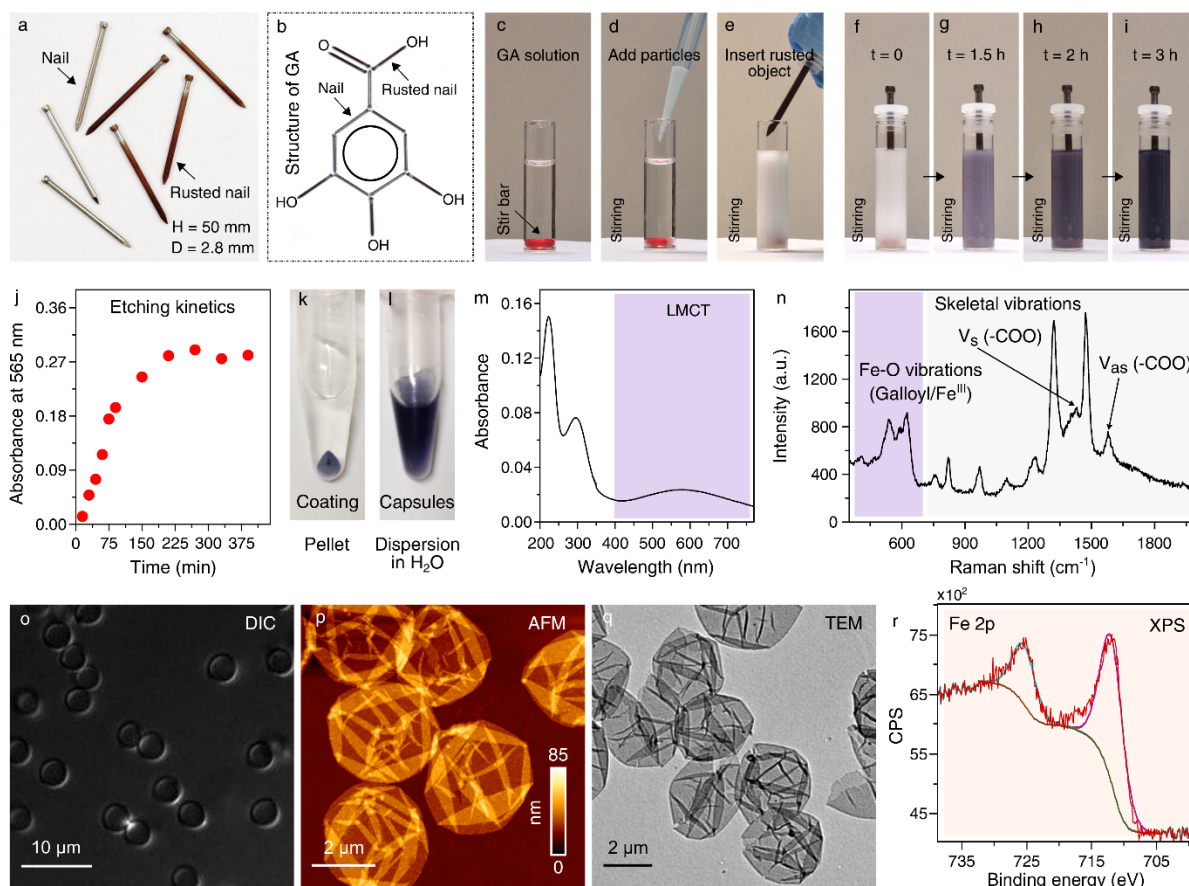 a
Nail
Rusted nail
H = 50 mm
D = 2.8 mm
b
Structure of GA
O
OH
Nail
Rusted nail
HO
OH
OH
c
GA solution
Stir bar
d
Add particles
Stirring
e
Insert rusted
object
Stirring
f
t = 0
Stirring
g
t = 1.5 h
Stirring
h
t = 2 h
Stirring
i
t = 3 h
Stirring
j
Etching kinetics
Absorbance at 565 nm
0.36
0.27
0.18
0.09
0.00
0 75 150 225 300 375
Time (min)
k
Coating
Pellet
l
Capsules
Dispersion
in H₂O
m
LMCT
Absorbance
0.16
0.12
0.08
0.04
0.00
200 300 400 500 600 700
Wavelength (nm)
n
Skeletal vibrations
Vs (-COO)
Vas (-COO)
Fe-O vibrations
(Galloyl/Feᴵᴵᴵ)
Intensity (a.u.)
1800
1400
1200
800
400
0
600 900 1200 1500 1800
Raman shift (cm⁻¹)
o
DIC
10 µm
p
AFM
85
nm
0
2 µm
q
TEM
2 µm
r
x10²
Fe 2p
XPS
CPS
75
65
55
45
735 725 715 705
Binding energy (eV)